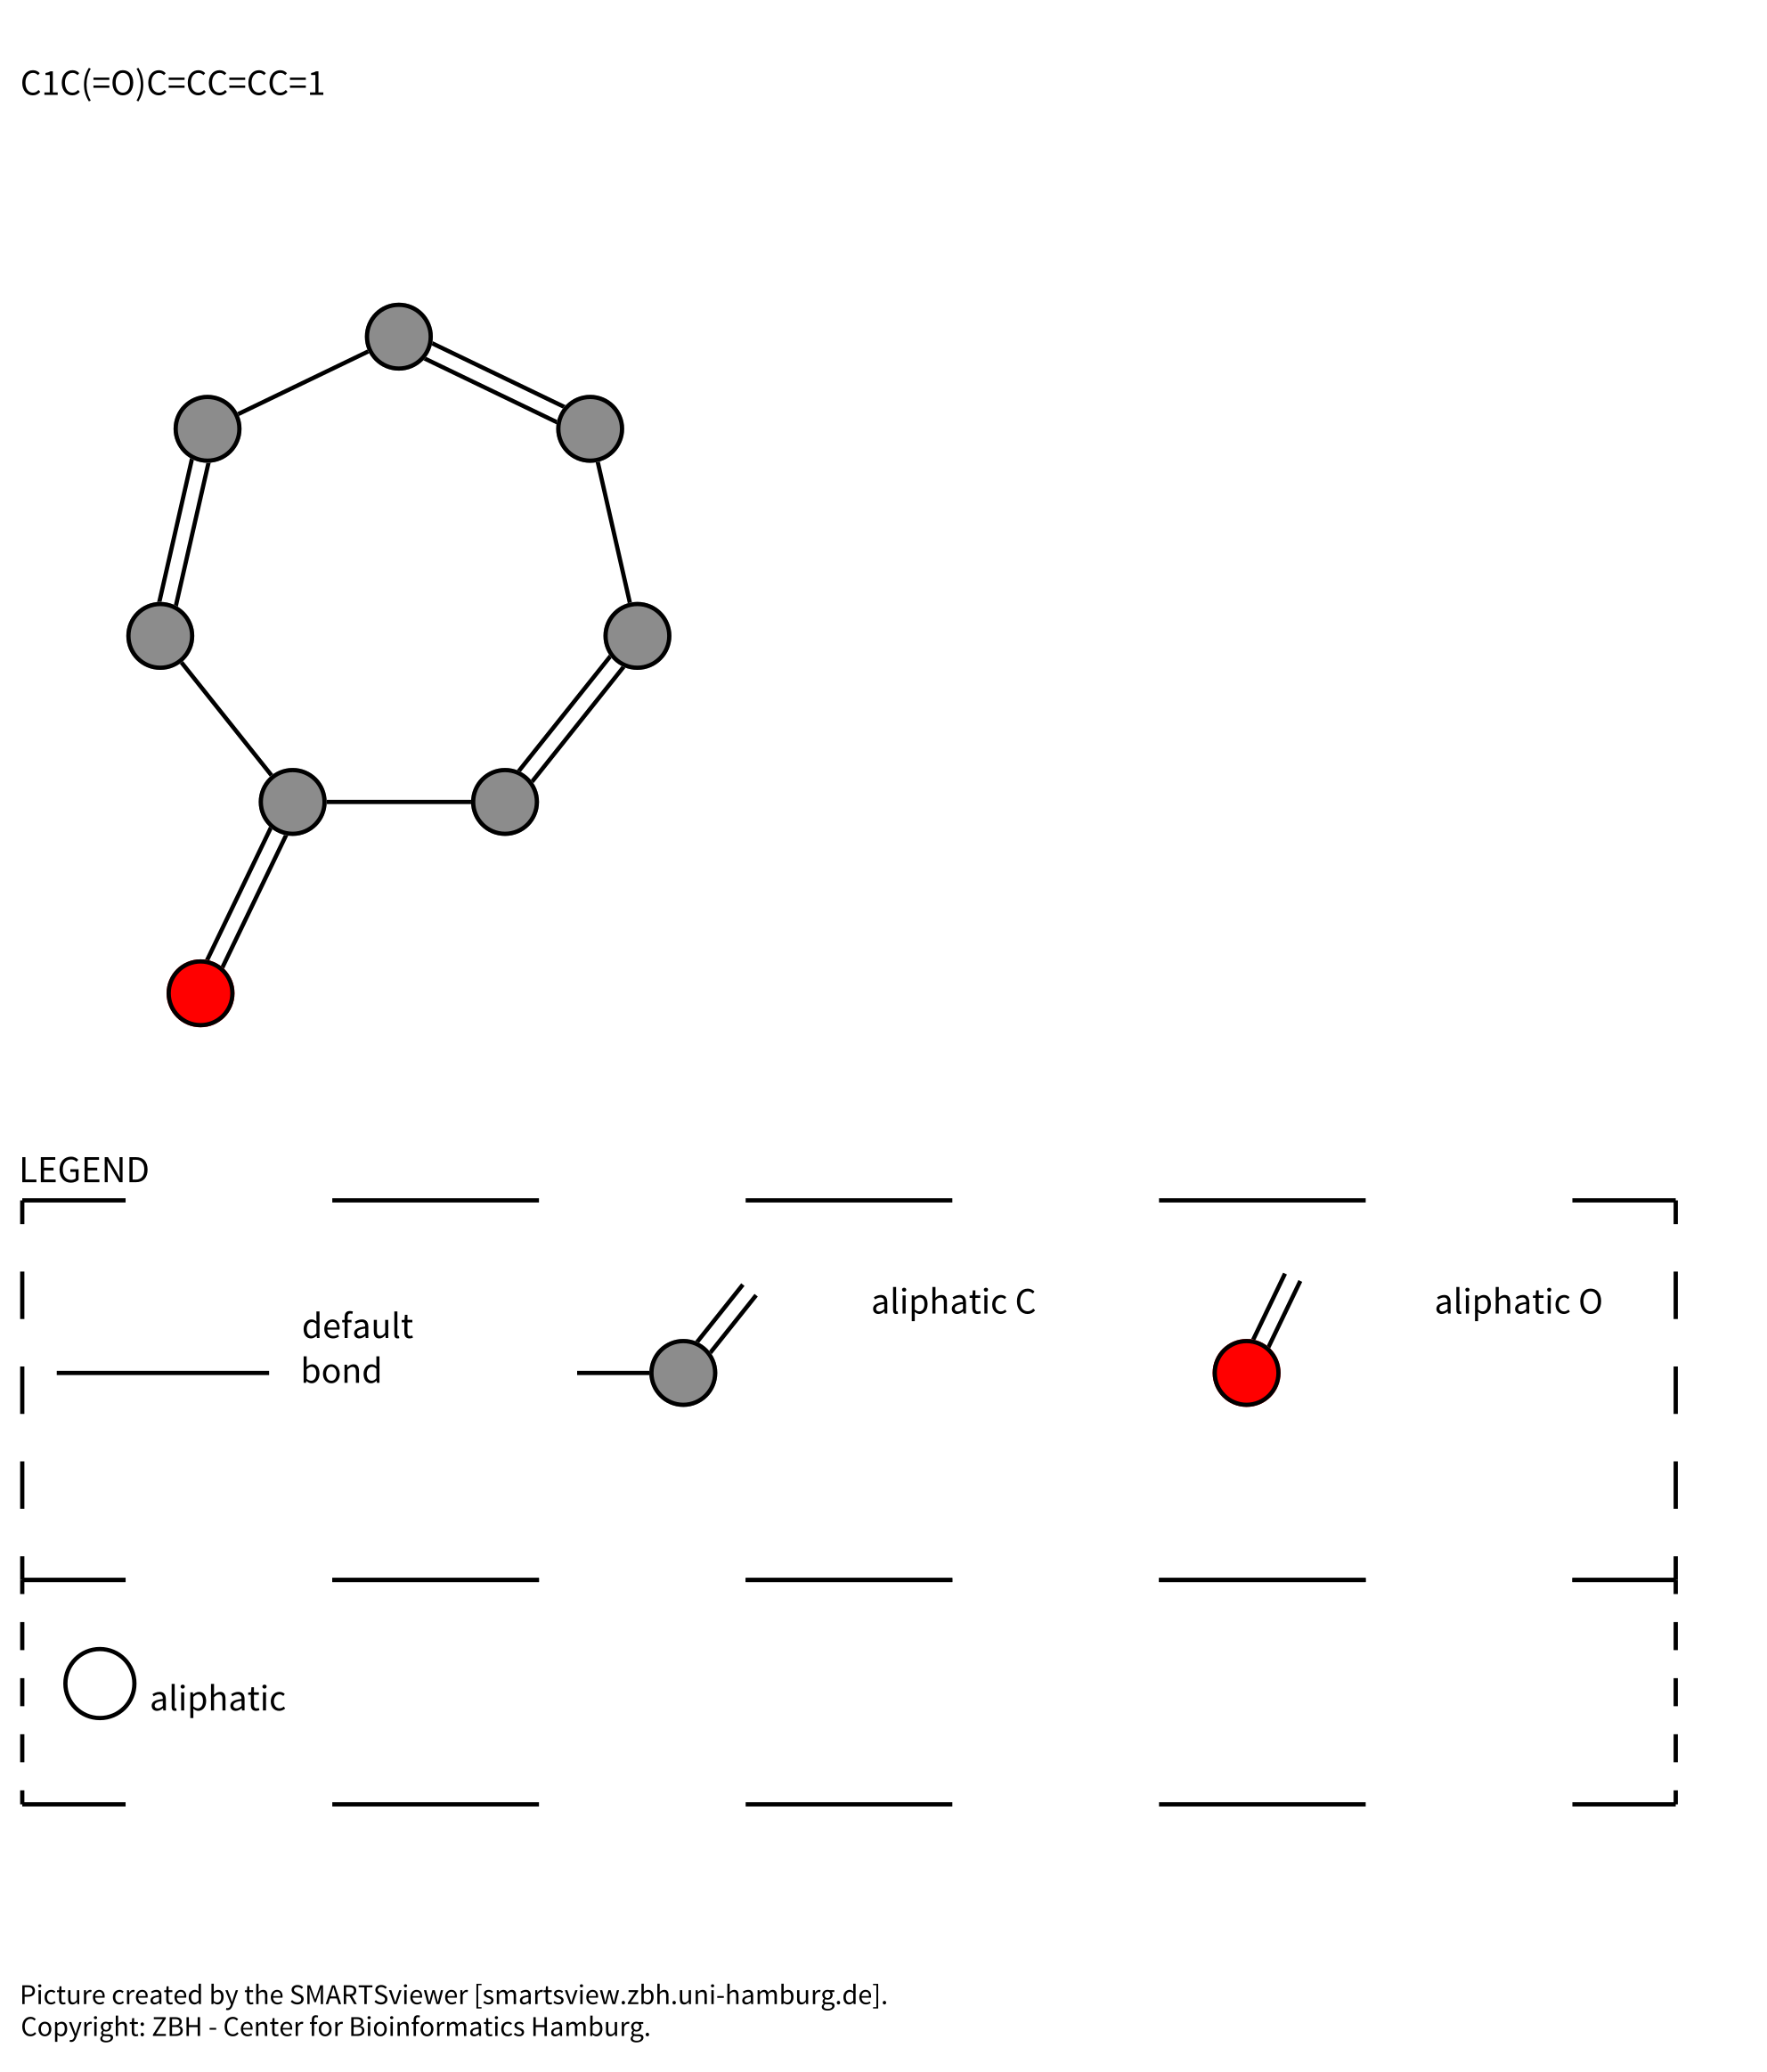 C1C(=O)C=CC=CC=1
LEGEND
default
bond
aliphatic C
aliphatic O
aliphatic
Picture created by the SMARTSviewer [smartsview.zbh.uni-hamburg.de].
Copyright: ZBH - Center for Bioinformatics Hamburg.